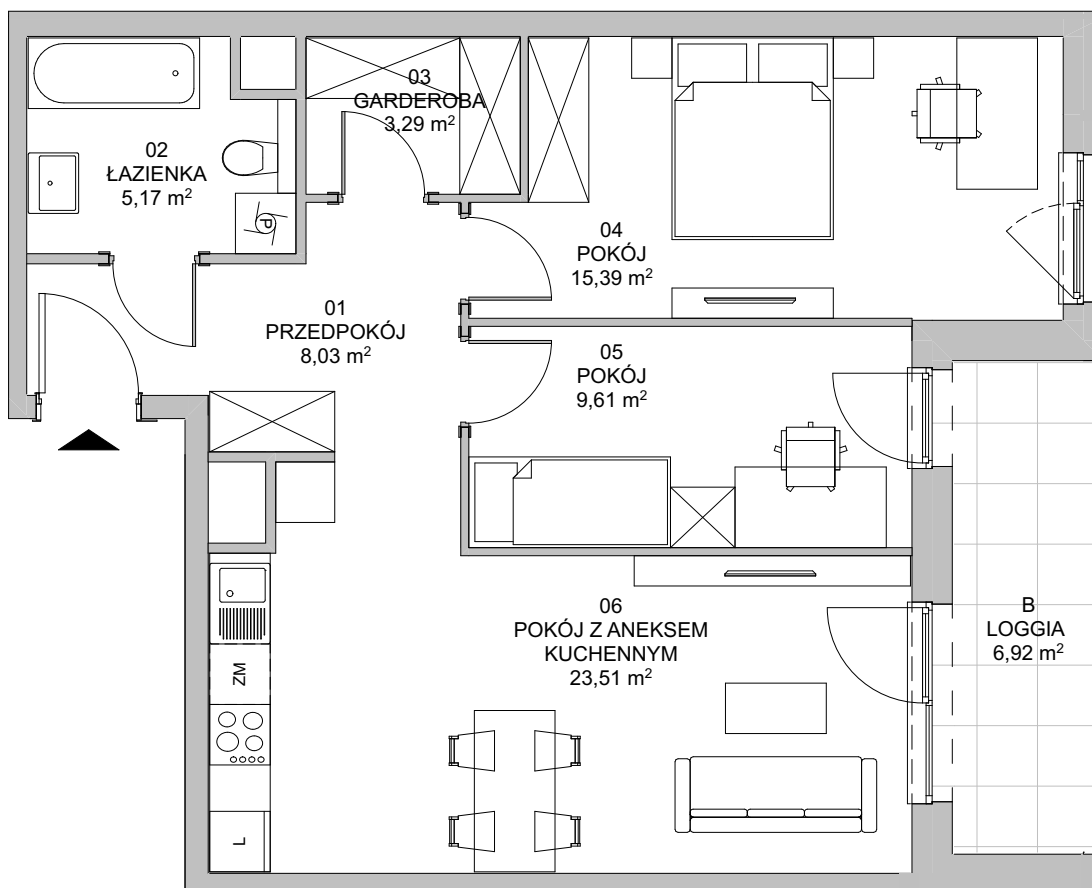 03
GARDEROBA
3,29 m²
02
ŁAZIENKA
5,17 m²
P
04
POKÓJ
15,39 m²
01
PRZEDPOKÓJ
8,03 m²
05
POKÓJ
9,61 m²
06
POKÓJ Z ANEKSEM
KUCHENNYM
23,51 m²
B
LOGGIA
6,92 m²
ZM
L